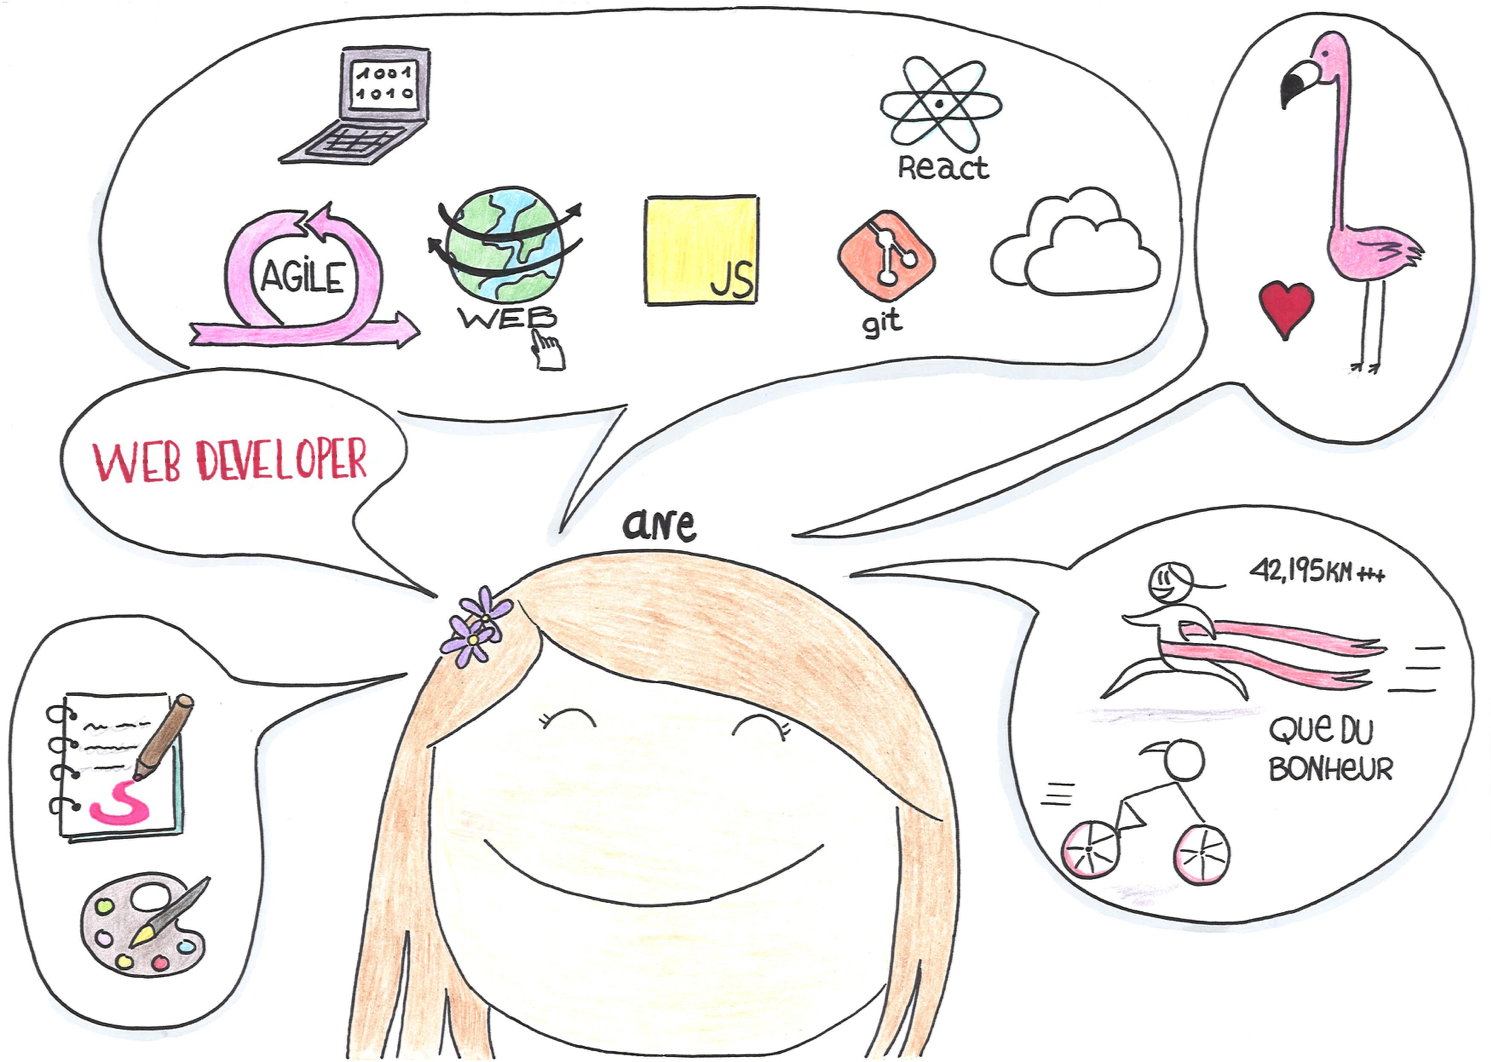 1001
1010
React
AGiLE
WEB
JS
git
WEB DEVELOPER
ane
42,195KM +++
QUE DU
BONHEUR
S